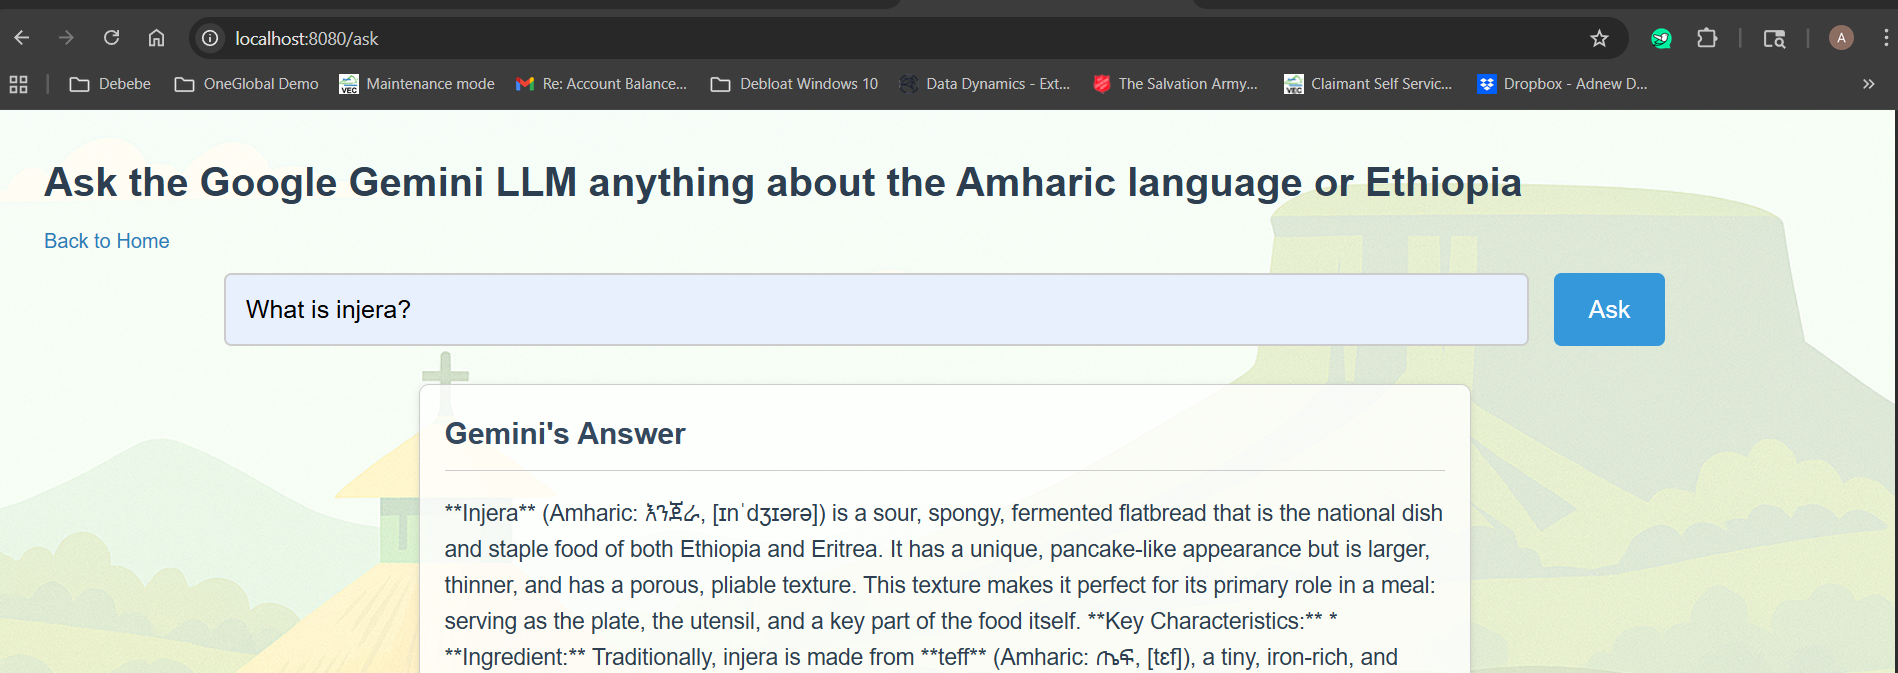 localhost:8080/ask
A
Debebe
OneGlobal Demo
VEC
Maintenance mode
Re: Account Balance...
Debloat Windows 10
Data Dynamics - Ext...
The Salvation Army...
VEC
Claimant Self Servic...
Dropbox - Adnew D...
Ask the Google Gemini LLM anything about the Amharic language or Ethiopia
Back to Home
What is injera?
Ask
Gemini's Answer
**Injera** (Amharic: እንጀራ, [ɪnˈdʒɪərə]) is a sour, spongy, fermented flatbread that is the national dish
and staple food of both Ethiopia and Eritrea. It has a unique, pancake-like appearance but is larger,
thinner, and has a porous, pliable texture. This texture makes it perfect for its primary role in a meal:
serving as the plate, the utensil, and a key part of the food itself. **Key Characteristics:** *
**Ingredient:** Traditionally, injera is made from **teff** (Amharic: ጤፍ, [tɛf]), a tiny, iron-rich, and